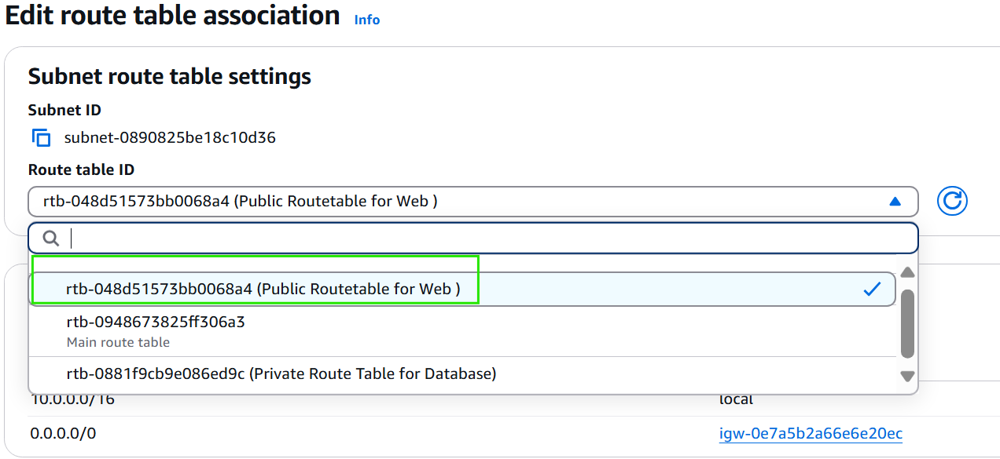 Edit route table association Info
Subnet route table settings
Subnet ID
subnet-0890825be18c10d36
Route table ID
rtb-048d51573bb0068a4 (Public Routetable for Web )
rtb-048d51573bb0068a4 (Public Routetable for Web )
rtb-0948673825ff306a3
Main route table
rtb-0881f9cb9e086ed9c (Private Route Table for Database)
10.0.0.0/16 local
0.0.0.0/0 igw-0e7a5b2a66e6e20ec